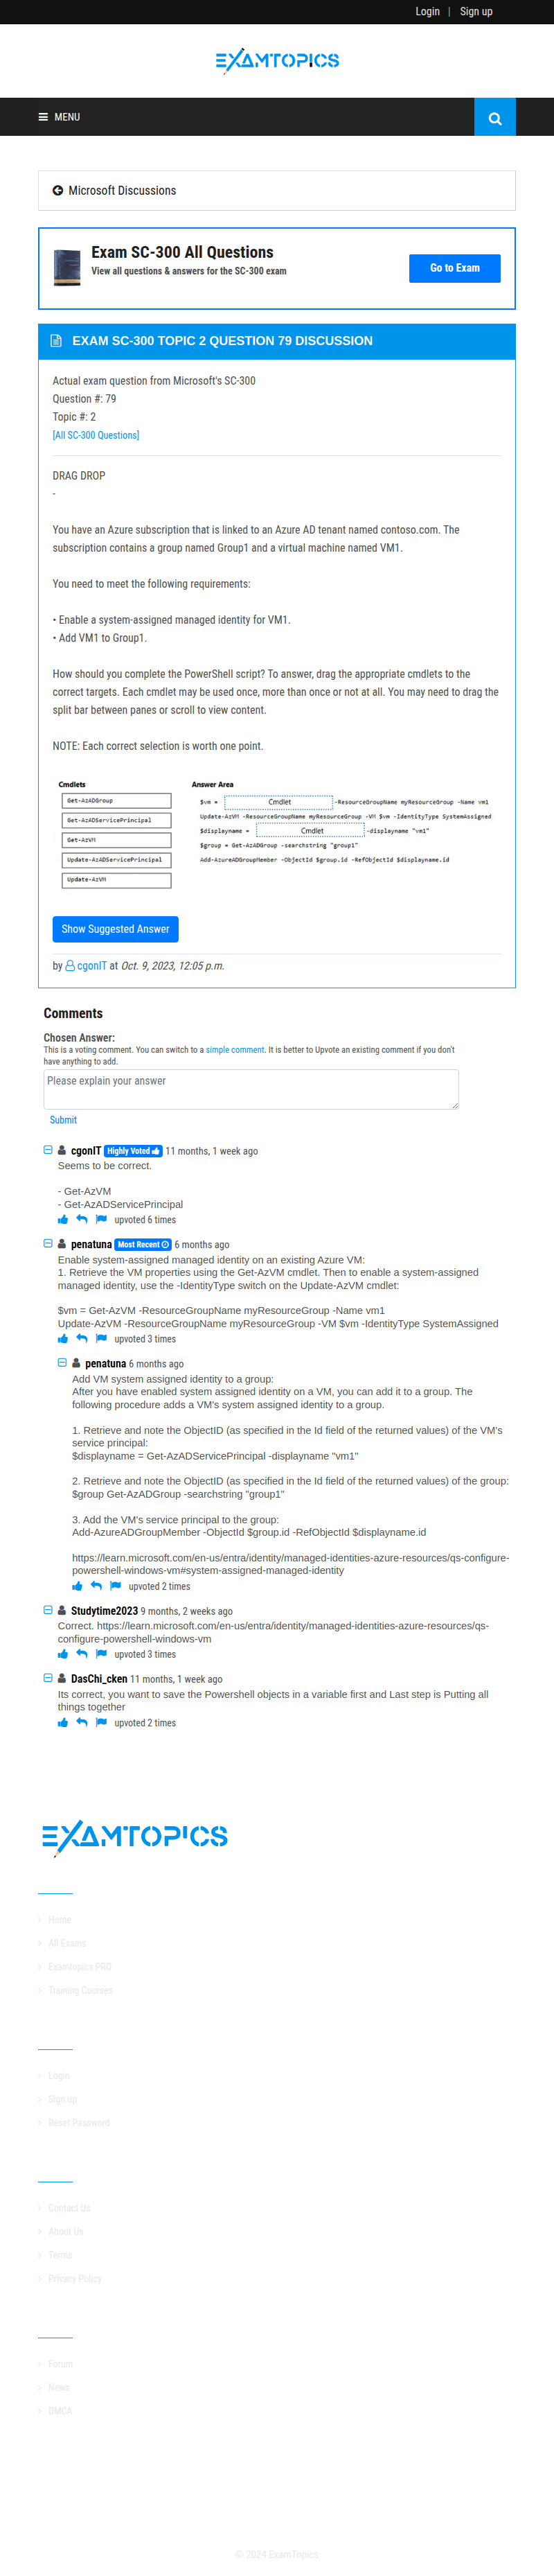 Login | Sign up
EXAMTOPICS
MENU
Microsoft Discussions
Exam SC-300 All Questions
View all questions & answers for the SC-300 exam
Go to Exam
EXAM SC-300 TOPIC 2 QUESTION 79 DISCUSSION
Actual exam question from Microsoft's SC-300
Question #: 79
Topic #: 2
[All SC-300 Questions]
DRAG DROP
-
You have an Azure subscription that is linked to an Azure AD tenant named contoso.com. The
subscription contains a group named Group1 and a virtual machine named VM1.
You need to meet the following requirements:
• Enable a system-assigned managed identity for VM1.
• Add VM1 to Group1.
How should you complete the PowerShell script? To answer, drag the appropriate cmdlets to the
correct targets. Each cmdlet may be used once, more than once or not at all. You may need to drag the
split bar between panes or scroll to view content.
NOTE: Each correct selection is worth one point.
Cmdlets
Get-AzADGroup
Get-AzADServicePrincipal
Get-AzVM
Update-AzADServicePrincipal
Update-AzVM
Answer Area
$vm = Cmdlet -ResourceGroupName myResourceGroup -Name vm1
Update-AzVM -ResourceGroupName myResourceGroup -VM $vm -IdentityType SystemAssigned
$displayname = Cmdlet -displayname "vm1"
$group = Get-AzADGroup -searchstring "group1"
Add-AzureADGroupMember -ObjectId $group.id -RefObjectId $displayname.id
Show Suggested Answer
by cgonIT at Oct. 9, 2023, 12:05 p.m.
Comments
Chosen Answer:
This is a voting comment. You can switch to a simple comment. It is better to Upvote an existing comment if you don't
have anything to add.
Please explain your answer
Submit
cgonIT Highly Voted 11 months, 1 week ago
Seems to be correct.
- Get-AzVM
- Get-AzADServicePrincipal
upvoted 6 times
penatuna Most Recent 6 months ago
Enable system-assigned managed identity on an existing Azure VM:
1. Retrieve the VM properties using the Get-AzVM cmdlet. Then to enable a system-assigned
managed identity, use the -IdentityType switch on the Update-AzVM cmdlet:
$vm = Get-AzVM -ResourceGroupName myResourceGroup -Name vm1
Update-AzVM -ResourceGroupName myResourceGroup -VM $vm -IdentityType SystemAssigned
upvoted 3 times
penatuna 6 months ago
Add VM system assigned identity to a group:
After you have enabled system assigned identity on a VM, you can add it to a group. The
following procedure adds a VM's system assigned identity to a group.
1. Retrieve and note the ObjectID (as specified in the Id field of the returned values) of the VM's
service principal:
$displayname = Get-AzADServicePrincipal -displayname "vm1"
2. Retrieve and note the ObjectID (as specified in the Id field of the returned values) of the group:
$group Get-AzADGroup -searchstring "group1"
3. Add the VM's service principal to the group:
Add-AzureADGroupMember -ObjectId $group.id -RefObjectId $displayname.id
https://learn.microsoft.com/en-us/entra/identity/managed-identities-azure-resources/qs-configure-
powershell-windows-vm#system-assigned-managed-identity
upvoted 2 times
Studytime2023 9 months, 2 weeks ago
Correct. https://learn.microsoft.com/en-us/entra/identity/managed-identities-azure-resources/qs-
configure-powershell-windows-vm
upvoted 3 times
DasChi_cken 11 months, 1 week ago
Its correct, you want to save the Powershell objects in a variable first and Last step is Putting all
things together
upvoted 2 times
EXAMTOPICS
Home
All Exams
Examtopics PRO
Training Courses
Login
Sign up
Reset Password
Contact Us
About Us
Terms
Privacy Policy
Forum
News
DMCA
© 2024 ExamTopics